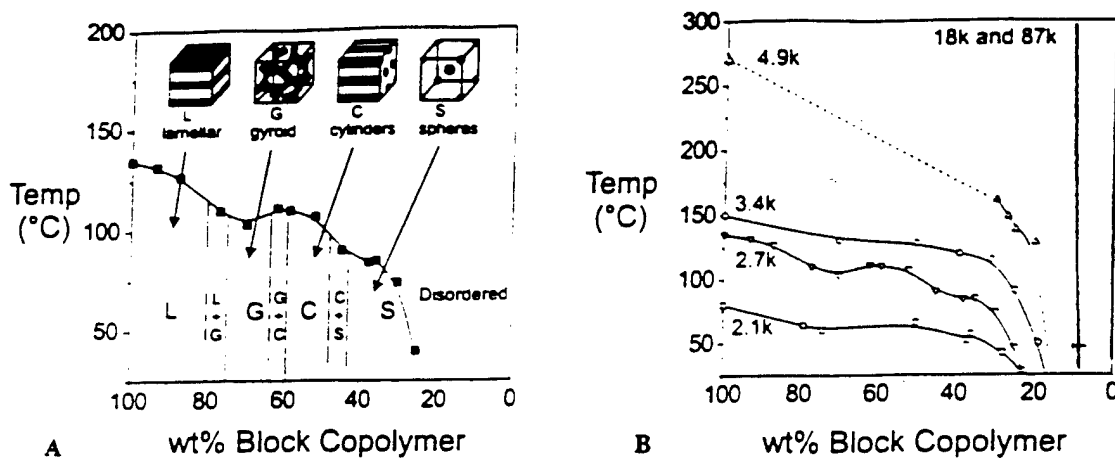 200
150
100
50
Temp
(°C)
L
lamellar
G
gyroid
C
cylinders
S
spheres
L
L
+
G
G
G
+
C
C
C
+
S
S
Disordered
100 80 60 40 20 0
wt% Block Copolymer
A
300
250
200
150
100
50
Temp
(°C)
18k and 87k
4.9k
3.4k
2.7k
2.1k
100 80 60 40 20 0
wt% Block Copolymer
B